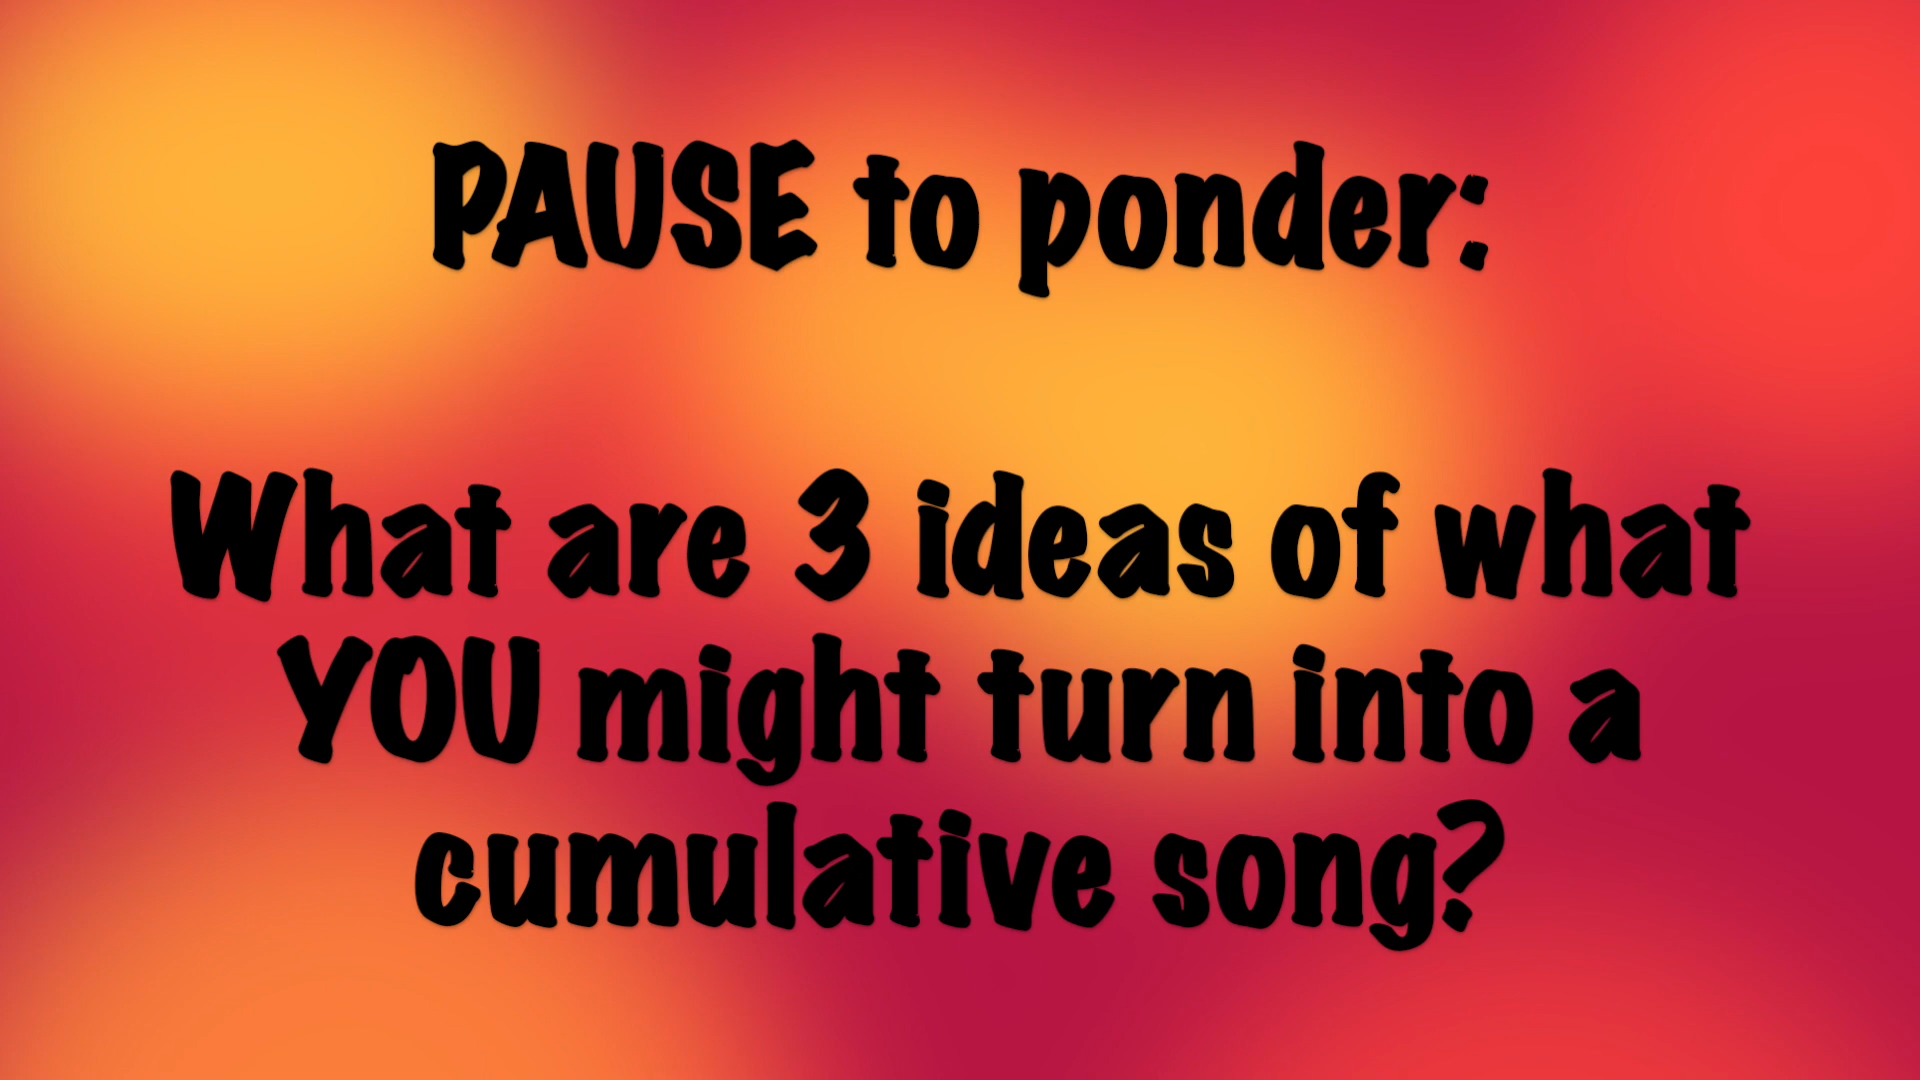 PAUSE to ponder:
What are 3 ideas of what
YOU might turn into a
cumulative song?